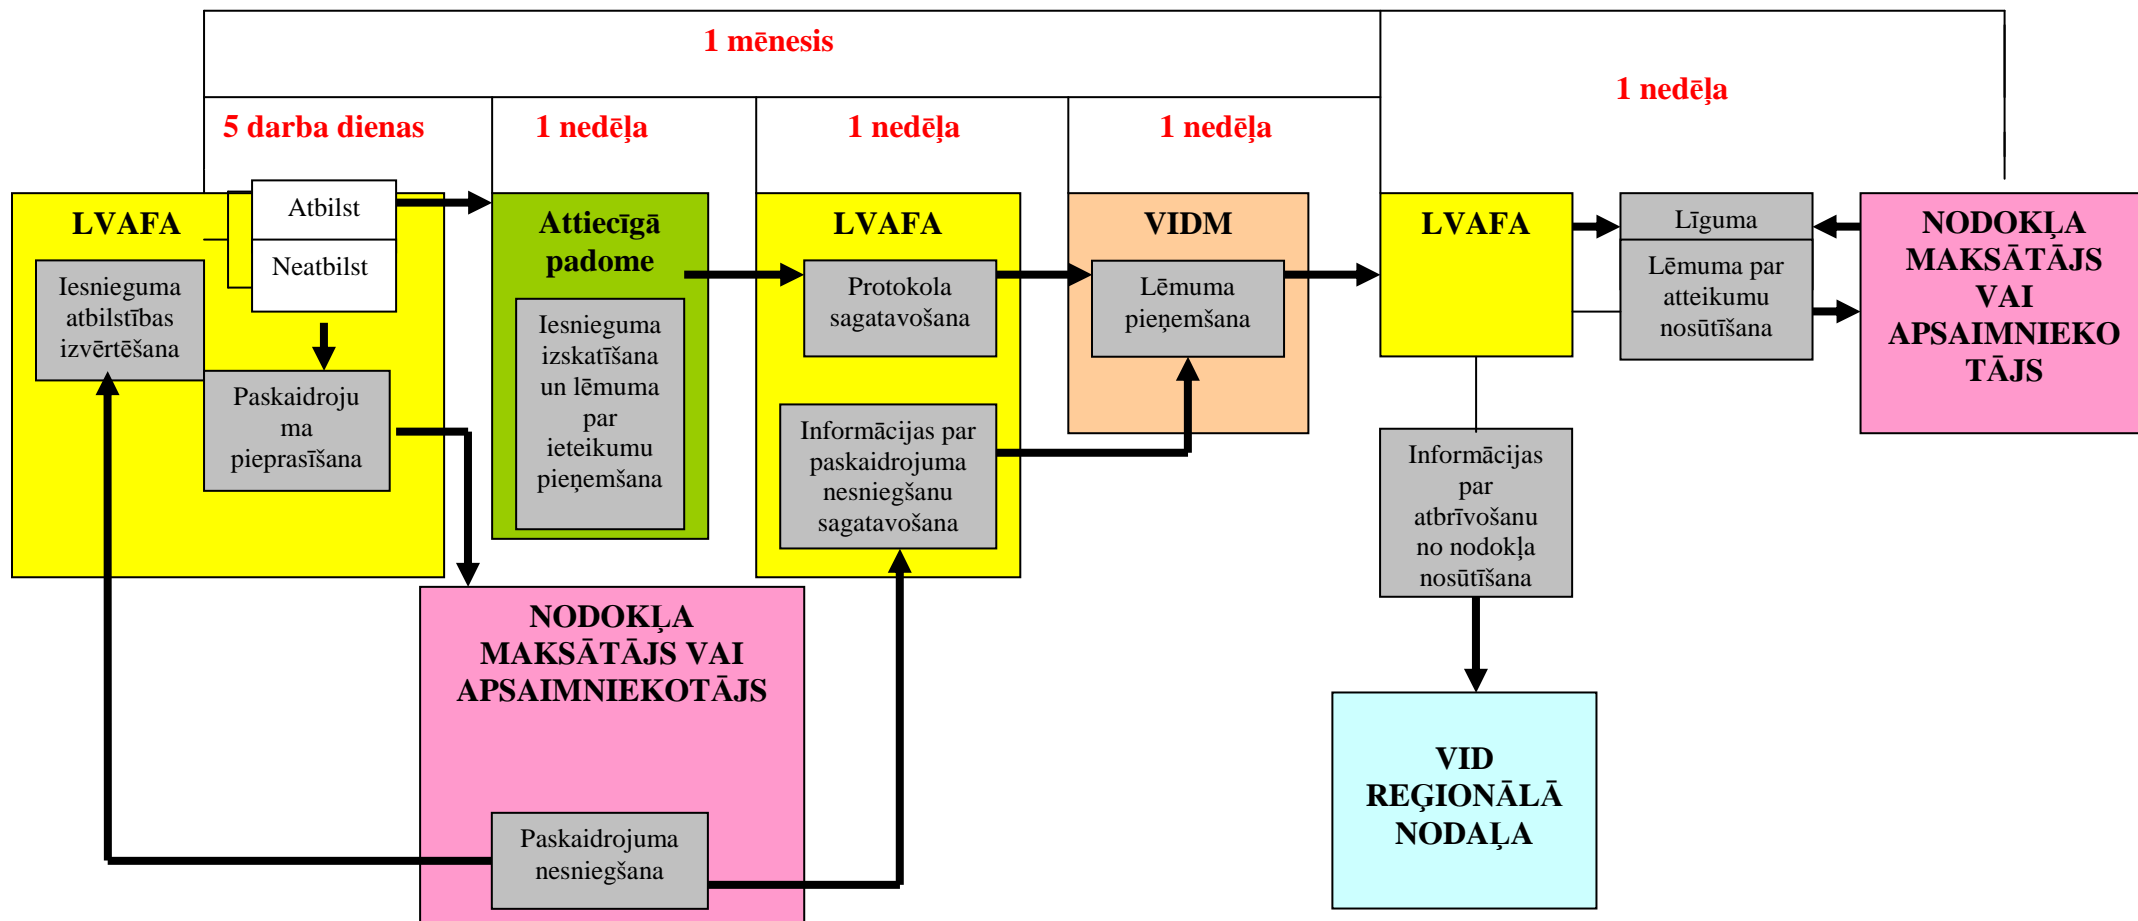 1 mēnesis
1 nedēļa
5 darba dienas
1 nedēļa
1 nedēļa
1 nedēļa
LVAFA
Atbilst
Neatbilst
Iesnieguma
atbilstības
izvērtēšana
Paskaidroju
ma
pieprasīšana
Attiecīgā
padome
Iesnieguma
izskatīšana
un lēmuma
par
ieteikumu
pieņemšana
LVAFA
Protokola
sagatavošana
Informācijas par
paskaidrojuma
nesniegšanu
sagatavošana
VIDM
Lēmuma
pieņemšana
LVAFA
Līguma
Lēmuma par
atteikumu
nosūtīšana
NODOKĻA
MAKSĀTĀJS
VAI
APSAIMNIEKO
TĀJS
Informācijas
par
atbrīvošanu
no nodokļa
nosūtīšana
NODOKĻA
MAKSĀTĀJS VAI
APSAIMNIEKOTĀJS
Paskaidrojuma
nesniegšana
VID
REĢIONĀLĀ
NODAĻA